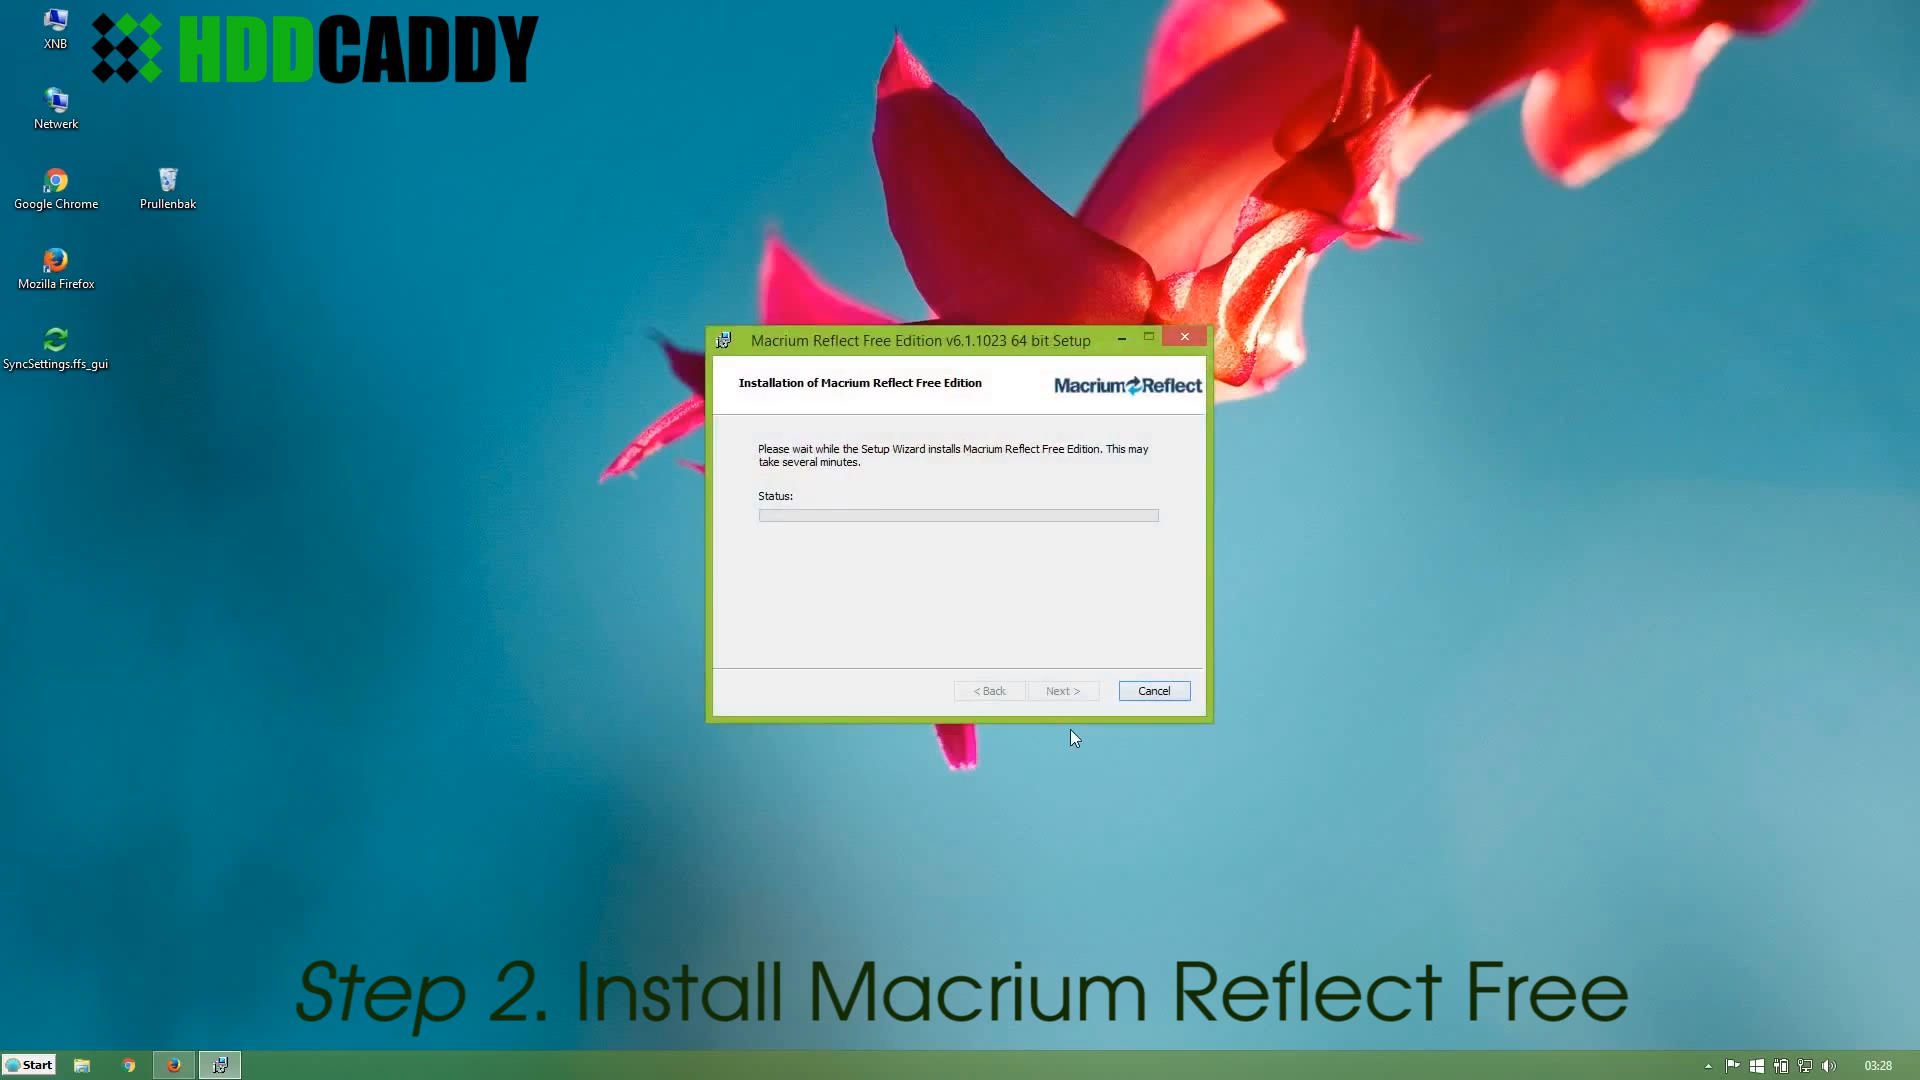 XNB
HDDCADDY
Netwerk
Google Chrome
Prullenbak
Mozilla Firefox
SyncSettings.ffs_gui
Macrium Reflect Free Edition v6.1.1023 64 bit Setup
Installation of Macrium Reflect Free Edition
Macrium Reflect
Please wait while the Setup Wizard installs Macrium Reflect Free Edition. This may
take several minutes.
Status:
< Back
Next >
Cancel
Step 2. Install Macrium Reflect Free
Start
03:28